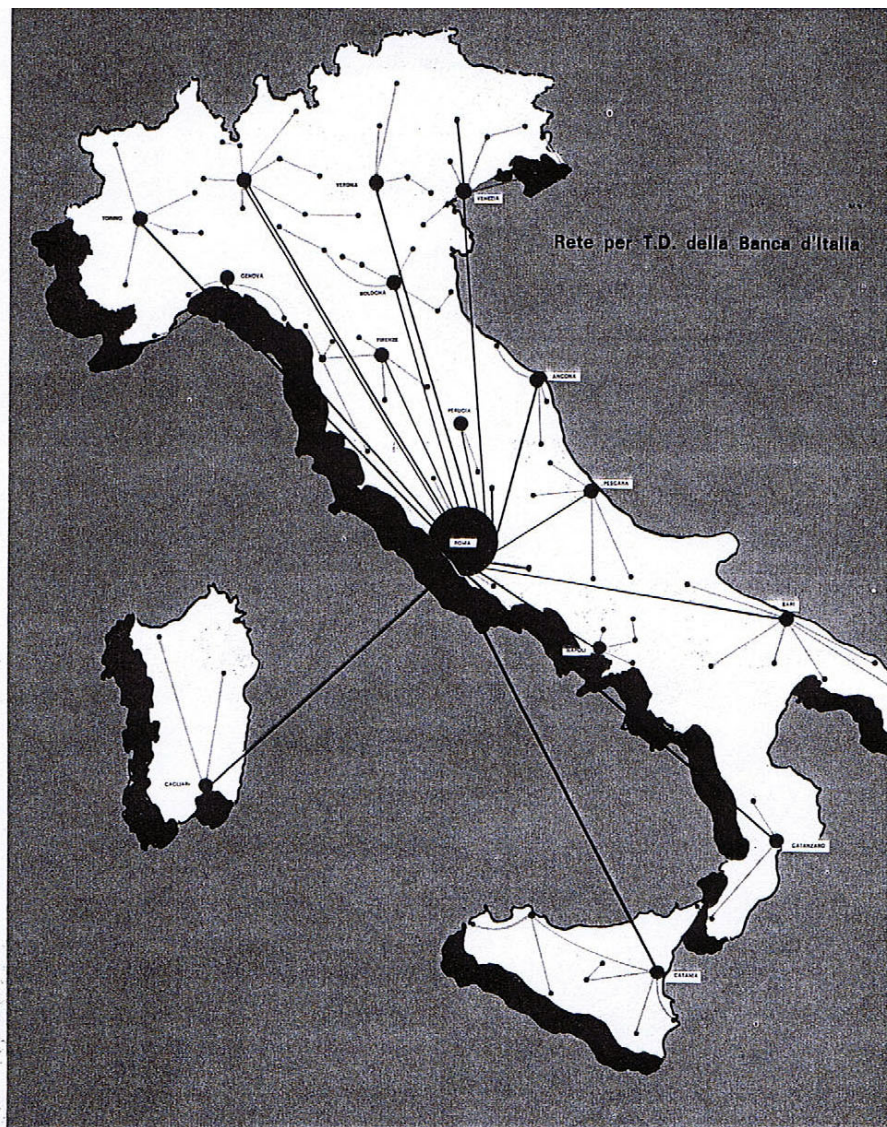 VERONA
VENEZIA
TORINO
Rete per T.D. della Banca d'Italia
GENOVA
BOLOGNA
FIRENZE
ANCONA
PERUGIA
PESCARA
ROMA
BARI
NAPOLI
CAGLIARI
CATANZARO
CATANIA